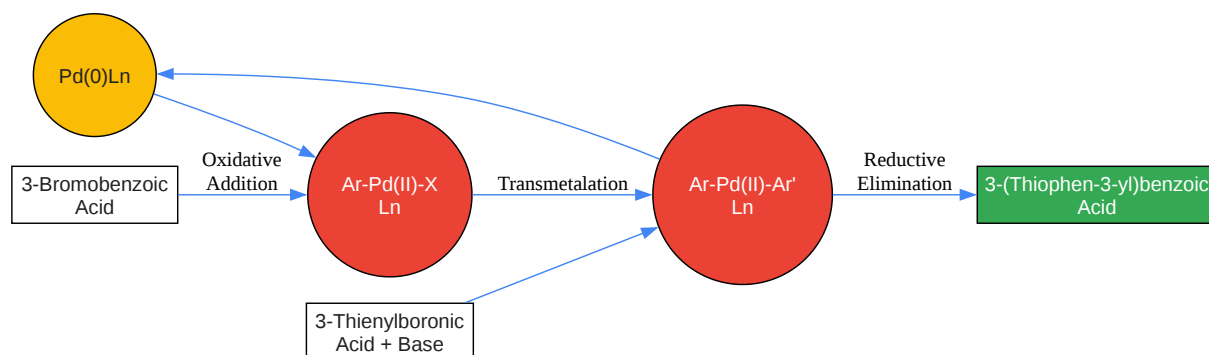 Pd(0)Ln
3-Bromobenzoic
Acid
Oxidative
Addition
Ar-Pd(II)-X
Ln
Transmetalation
3-Thienylboronic
Acid + Base
Ar-Pd(II)-Ar'
Ln
Reductive
Elimination
3-(Thiophen-3-yl)benzoic
Acid